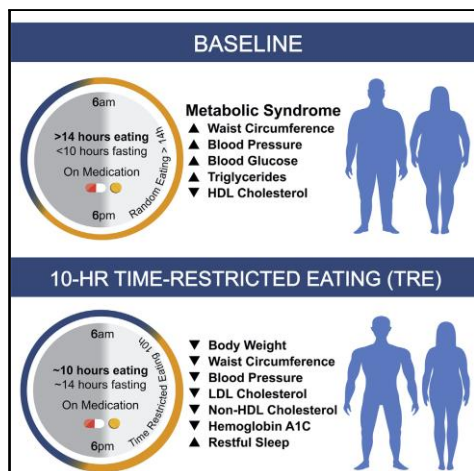 BASELINE
6am
>14 hours eating
<10 hours fasting
On Medication
6pm
Random Eating > 14h
Metabolic Syndrome
▲ Waist Circumference
▲ Blood Pressure
▲ Blood Glucose
▲ Triglycerides
▼ HDL Cholesterol
10-HR TIME-RESTRICTED EATING (TRE)
6am
~10 hours eating
~14 hours fasting
On Medication
6pm
Time Restricted Eating 10h
▼ Body Weight
▼ Waist Circumference
▼ Blood Pressure
▼ LDL Cholesterol
▼ Non-HDL Cholesterol
▼ Hemoglobin A1C
▲ Restful Sleep